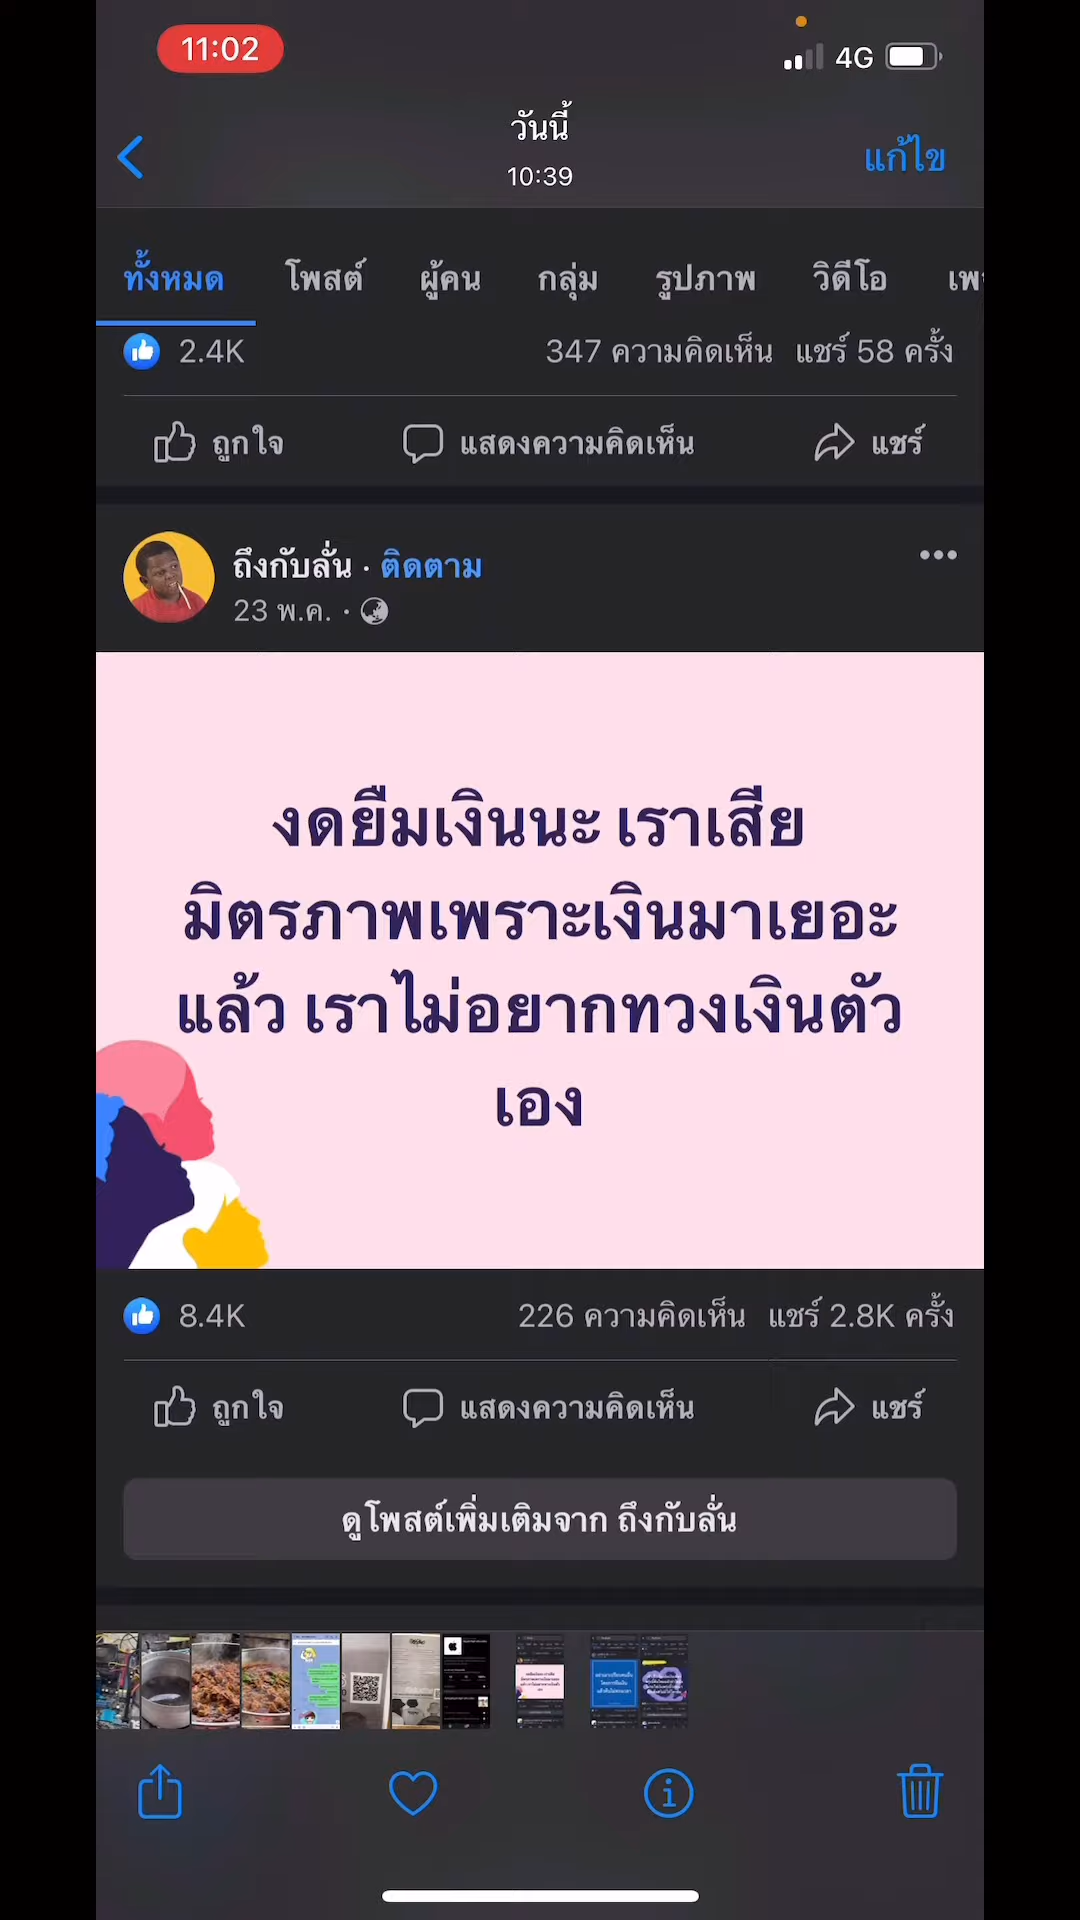 11:02
4G
วันนี้
10:39
แก้ไข
ทั้งหมด โพสต์ ผู้คน กลุ่ม รูปภาพ วิดีโอ
2.4K 347 ความคิดเห็น แชร์ 58 ครั้ง
ถูกใจ แสดงความคิดเห็น แชร์
ถึงกับลั่น · ติดตาม
23 พ.ค. ·
งดยืมเงินนะ เราเสีย
มิตรภาพเพราะเงินมาเยอะ
แล้ว เราไม่อยากทวงเงินตัว
เอง
8.4K 226 ความคิดเห็น แชร์ 2.8K ครั้ง
ถูกใจ แสดงความคิดเห็น แชร์
ดูโพสต์เพิ่มเติมจาก ถึงกับลั่น